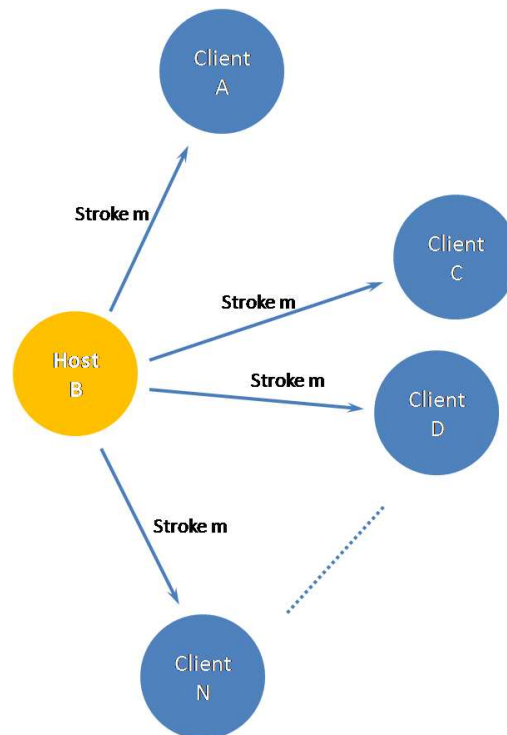 Client
A
Stroke m
Client
C
Stroke m
Host
B
Stroke m
Client
D
Stroke m
Client
N